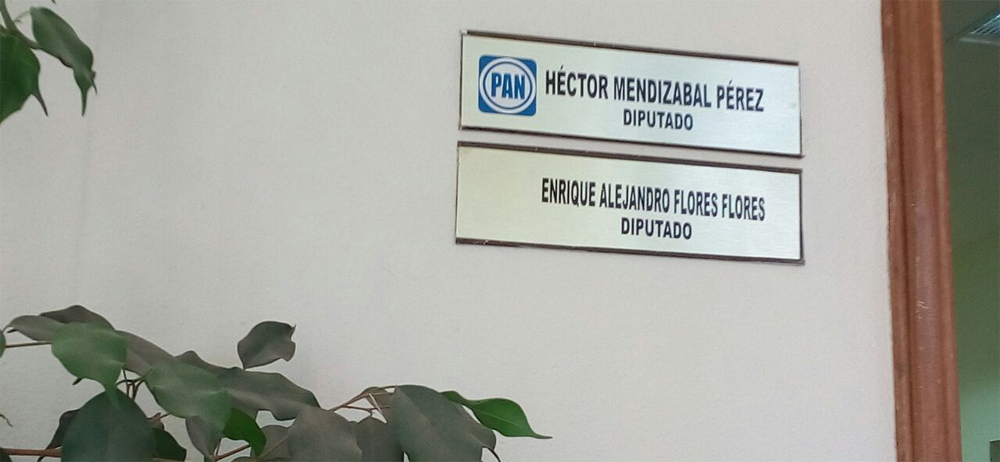 PAN
HÉCTOR MENDIZABAL PÉREZ
DIPUTADO
ENRIQUE ALEJANDRO FLORES FLORES
DIPUTADO